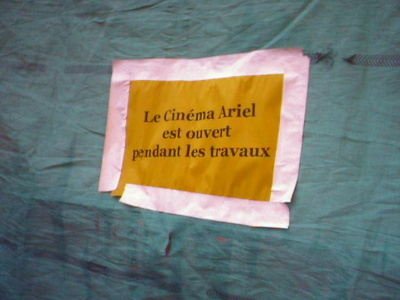 Le Cinéma Ariel
est ouvert
pendant les travaux